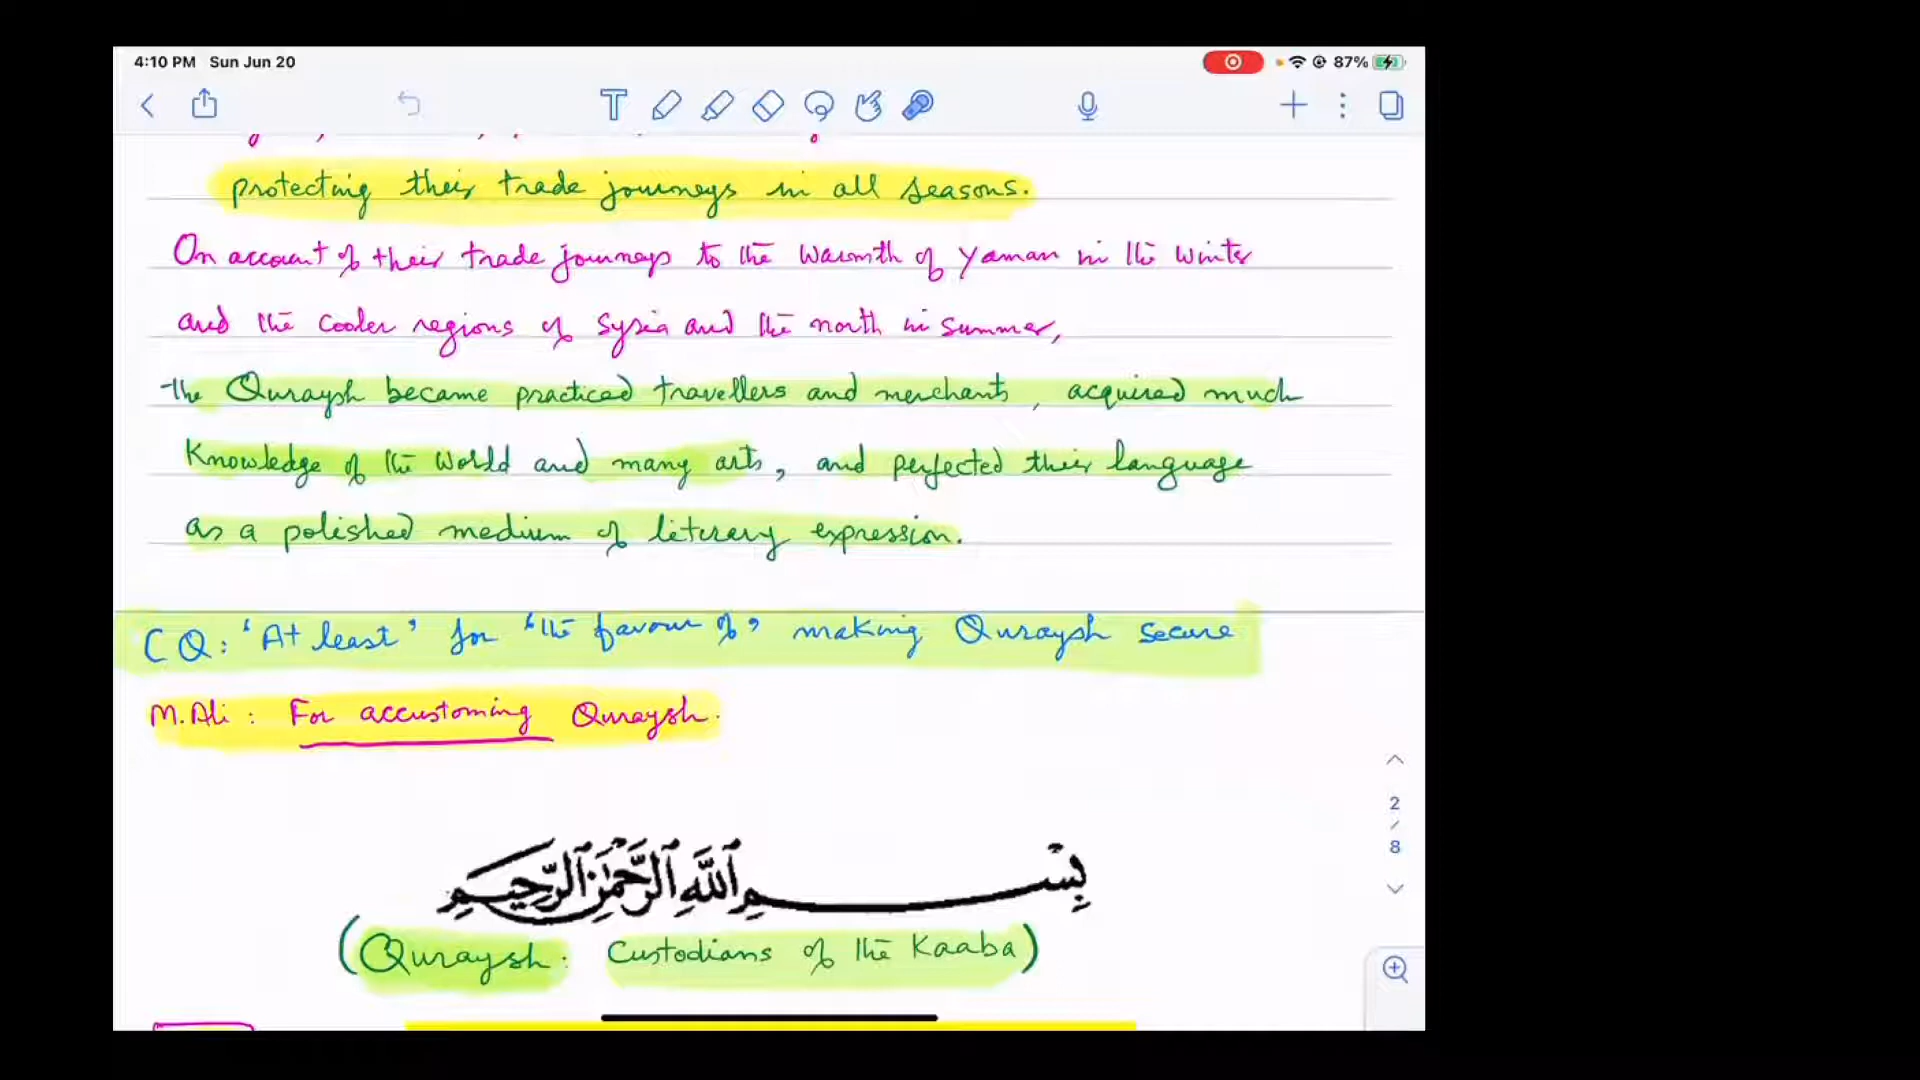 4:10 PM Sun Jun 20
87%
protecting their trade journeys in all seasons.
On account of their trade journeys to the warmth of Yaman in the winter
and the cooler regions of Syria and the north in summer,
the Quraysh became practiced travellers and merchants, acquired much
knowledge of the world and many arts, and perfected their language
as a polished medium of literary expression.
CQ: 'At least' for 'the favour of' making Quraysh secure
M. Ali: For accustoming Quraysh.
2
/
8
بِسْمِ ٱللَّهِ ٱلرَّحْمَٰنِ ٱلرَّحِيمِ
(Quraysh: Custodians of the Kaaba)